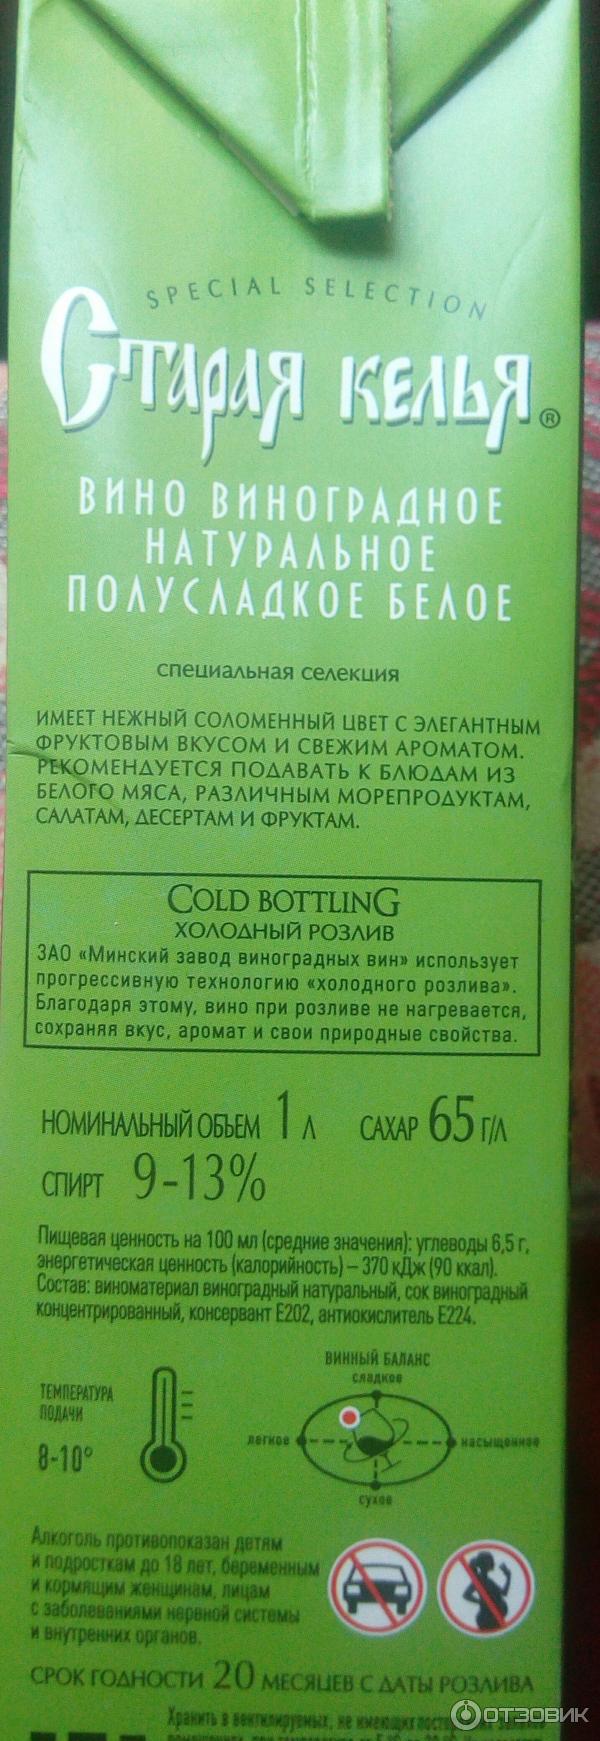 SPECIAL SELECTION
Старая келья ®
ВИНО ВИНОГРАДНОЕ
НАТУРАЛЬНОЕ
ПОЛУСЛАДКОЕ БЕЛОЕ
специальная селекция
ИМЕЕТ НЕЖНЫЙ СОЛОМЕННЫЙ ЦВЕТ С ЭЛЕГАНТНЫМ
ФРУКТОВЫМ ВКУСОМ И СВЕЖИМ АРОМАТОМ.
РЕКОМЕНДУЕТСЯ ПОДАВАТЬ К БЛЮДАМ ИЗ
БЕЛОГО МЯСА, РАЗЛИЧНЫМ МОРЕПРОДУКТАМ,
САЛАТАМ, ДЕСЕРТАМ И ФРУКТАМ.
COLD BOTTLING
ХОЛОДНЫЙ РОЗЛИВ
ЗАО «Минский завод виноградных вин» использует
прогрессивную технологию «холодного розлива».
Благодаря этому, вино при розливе не нагревается,
сохраняя вкус, аромат и свои природные свойства.
НОМИНАЛЬНЫЙ ОБЪЕМ 1 Л САХАР 65 Г/Л
СПИРТ 9-13%
Пищевая ценность на 100 мл (средние значения): углеводы 6,5 г,
энергетическая ценность (калорийность) – 370 кДж (90 ккал).
Состав: виноматериал виноградный натуральный, сок виноградный
концентрированный, консервант Е202, антиокислитель Е224.
ВИННЫЙ БАЛАНС
сладкое
ТЕМПЕРАТУРА
ПОДАЧИ
8-10°
легкое насыщенное
сухое
Алкоголь противопоказан детям
и подросткам до 18 лет, беременным
и кормящим женщинам, лицам
с заболеваниями нервной системы
и внутренних органов.
СРОК ГОДНОСТИ 20 МЕСЯЦЕВ С ДАТЫ РОЗЛИВА
Хранить в вентилируемых, не имеющих
ОТЗОВИК